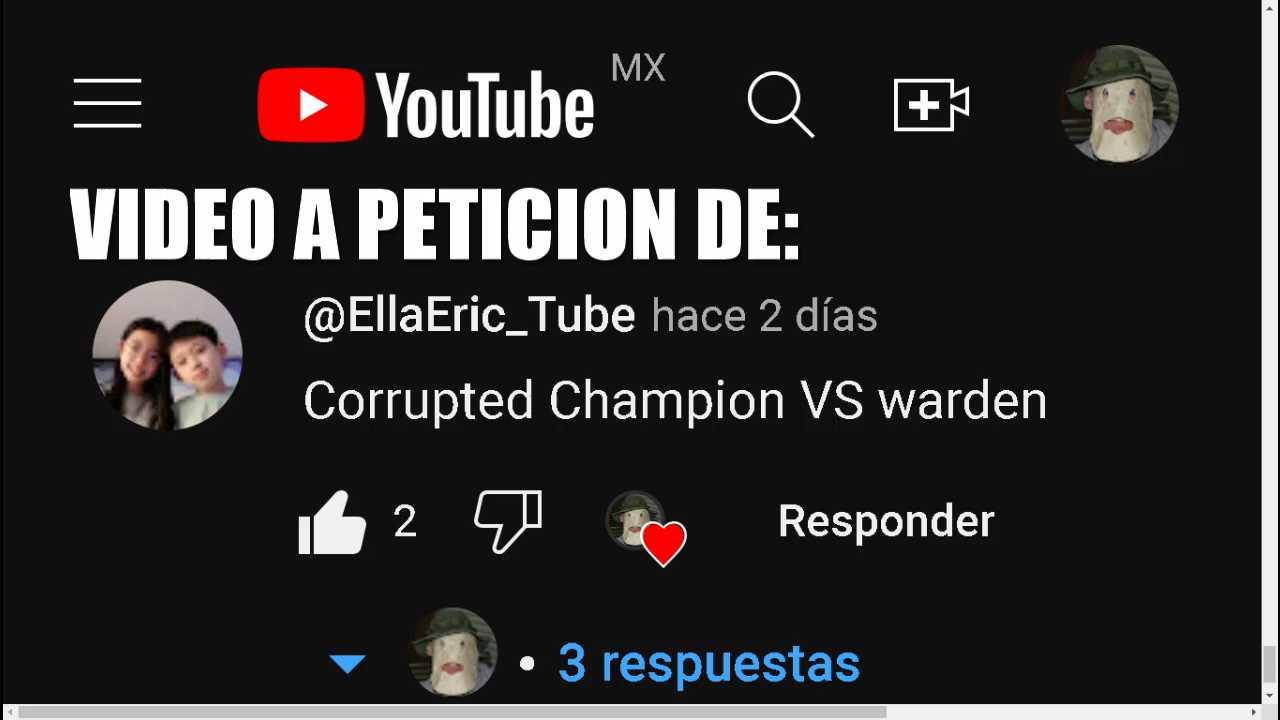 YouTube MX
VIDEO A PETICION DE:
@EllaEric_Tube hace 2 días
Corrupted Champion VS warden
2 Responder
• 3 respuestas